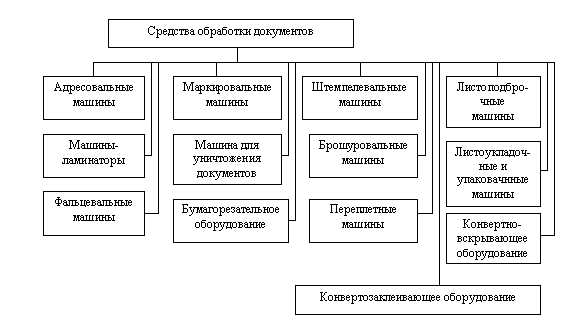 Средства обработки документов
Адресовальные
машины
Маркировальные
машины
Штемпелевальные
машины
Листоподбро-
чные
машины
Машины-
ламинаторы
Машина для
уничтожения
документов
Брошуровальные
машины
Листоукладоч-
ные и
упаковачнные
машины
Фальцевальные
машины
Бумагорезательное
оборудование
Переплетные
машины
Конвертно-
вскрывающее
оборудование
Конвертозаклеивающее оборудование